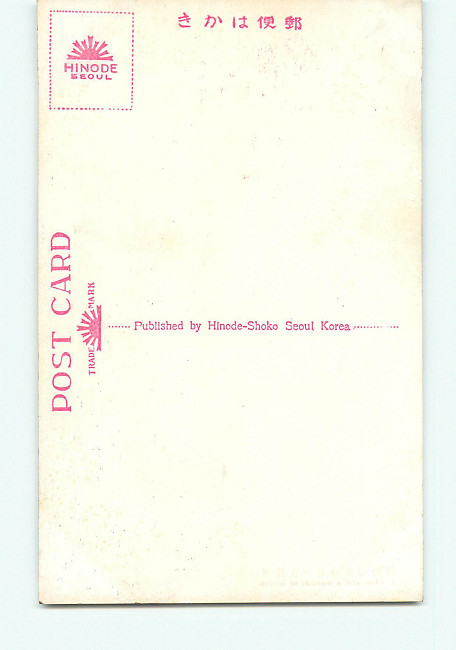 きかは便郵
HINODE
SEOUL
POST CARD
TRADE MARK
Published by Hinode-Shoko Seoul Korea